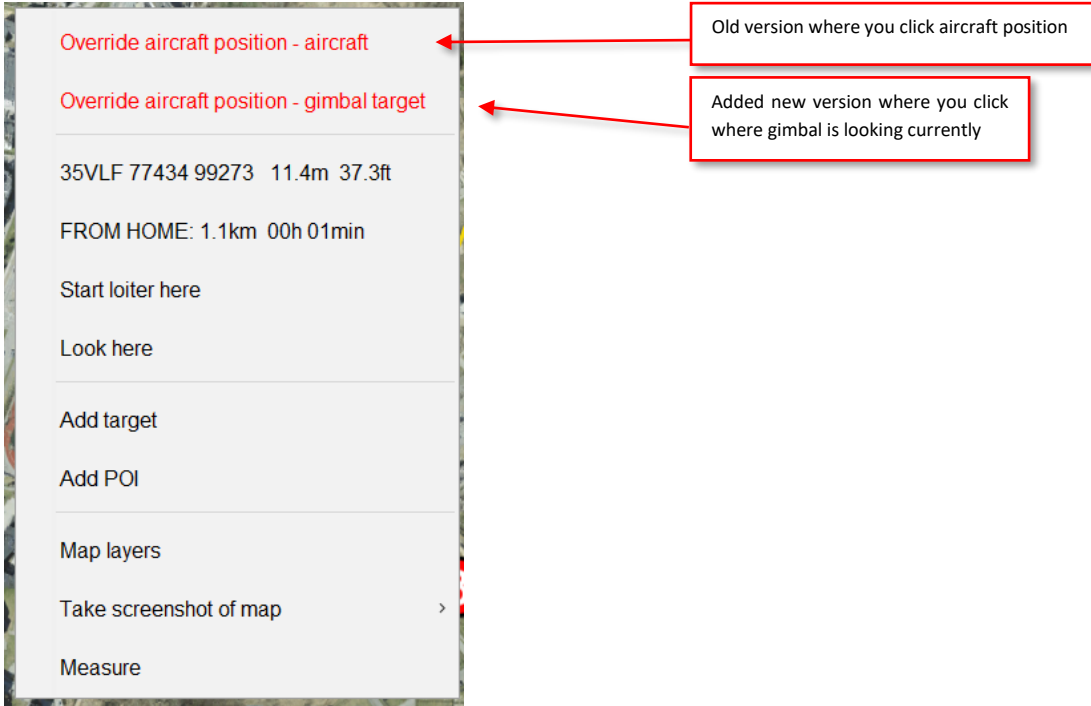 Override aircraft position - aircraft
Override aircraft position - gimbal target
35VLF 77434 99273 11.4m 37.3ft
FROM HOME: 1.1km 00h 01min
Start loiter here
Look here
Add target
Add POI
Map layers
Take screenshot of map
Measure
Old version where you click aircraft position
Added new version where you click
where gimbal is looking currently